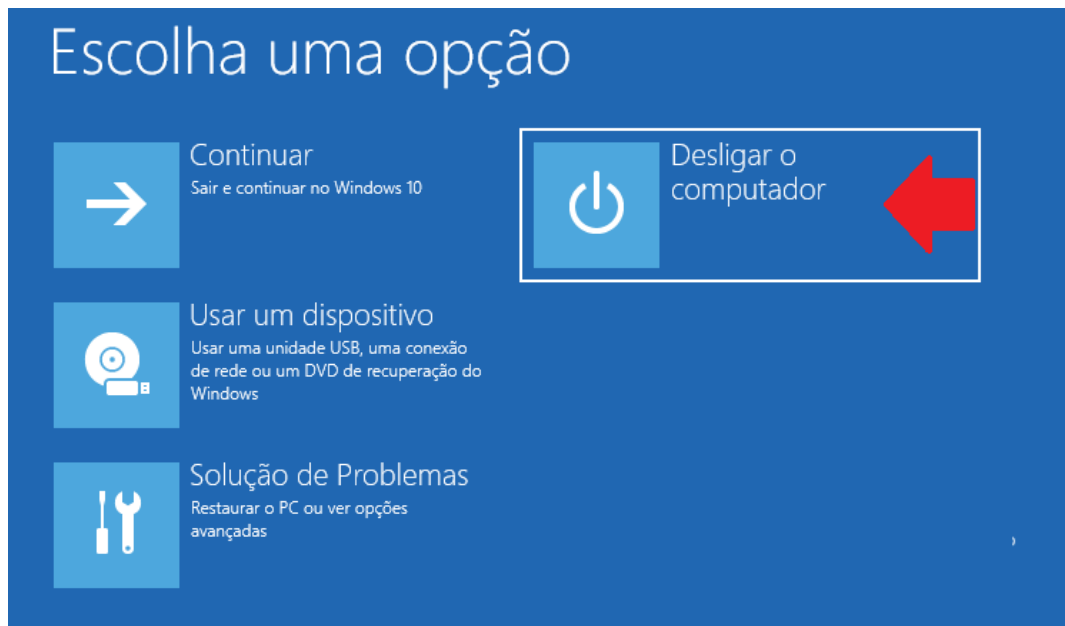 Escolha uma opção
Continuar
Sair e continuar no Windows 10
Desligar o
computador
Usar um dispositivo
Usar uma unidade USB, uma conexão
de rede ou um DVD de recuperação do
Windows
Solução de Problemas
Restaurar o PC ou ver opções
avançadas